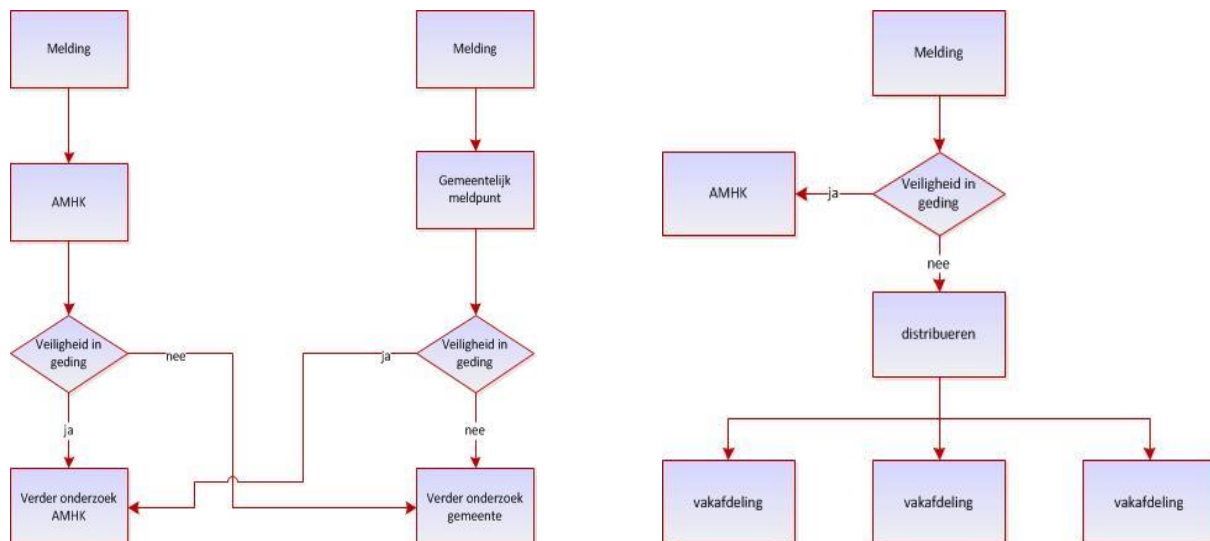 Melding
AMHK
Veiligheid in
geding
nee
ja
Verder onderzoek
AMHK
Melding
Gemeentelijk
meldpunt
Veiligheid in
geding
ja
nee
Verder onderzoek
gemeente
Melding
Veiligheid in
geding
ja
AMHK
nee
distribueren
vakafdeling
vakafdeling
vakafdeling